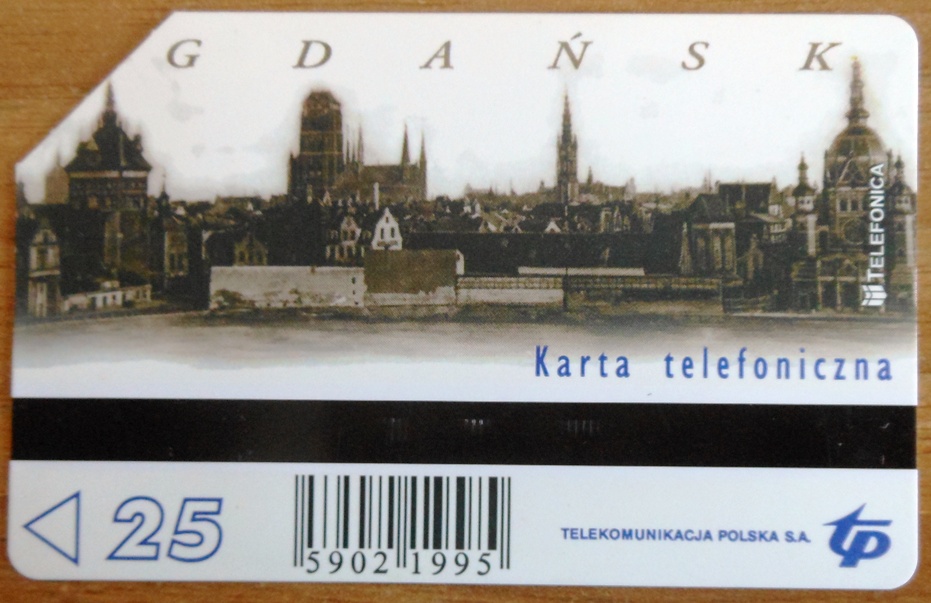 GDAŃSK
TELEFONICA
Karta telefoniczna
25
5902 1995
TELEKOMUNIKACJA POLSKA S.A.
tp